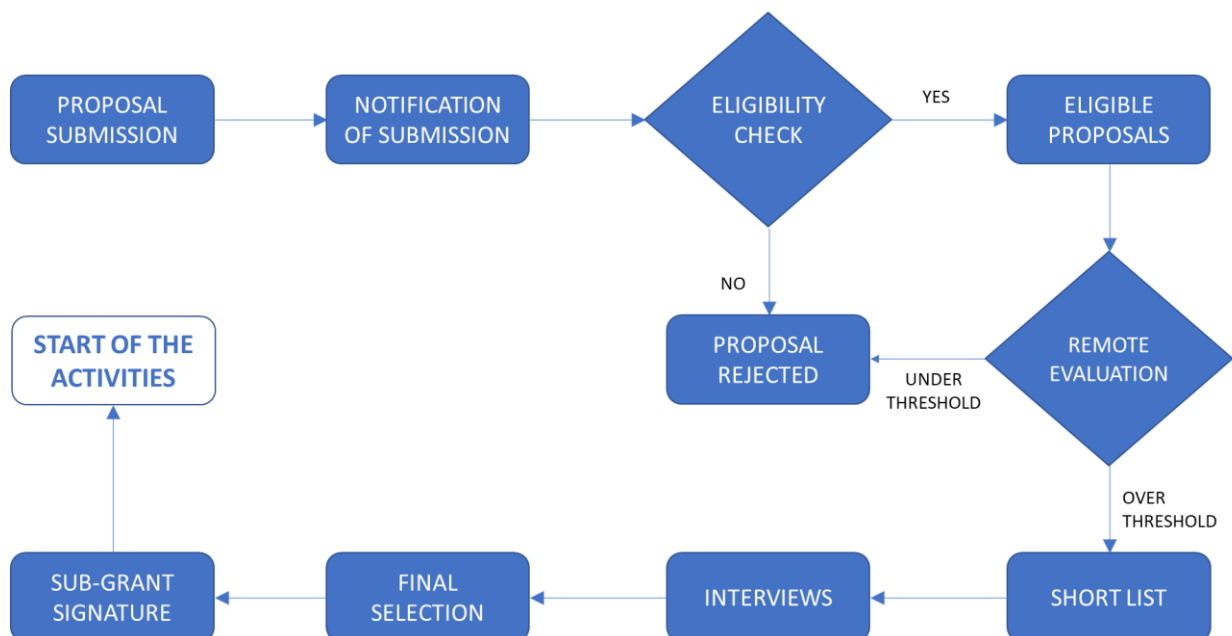 PROPOSAL
SUBMISSION
NOTIFICATION
OF SUBMISSION
ELIGIBILITY
CHECK
YES
ELIGIBLE
PROPOSALS
NO
PROPOSAL
REJECTED
UNDER
THRESHOLD
REMOTE
EVALUATION
OVER
THRESHOLD
SHORT LIST
INTERVIEWS
FINAL
SELECTION
SUB-GRANT
SIGNATURE
START OF THE
ACTIVITIES